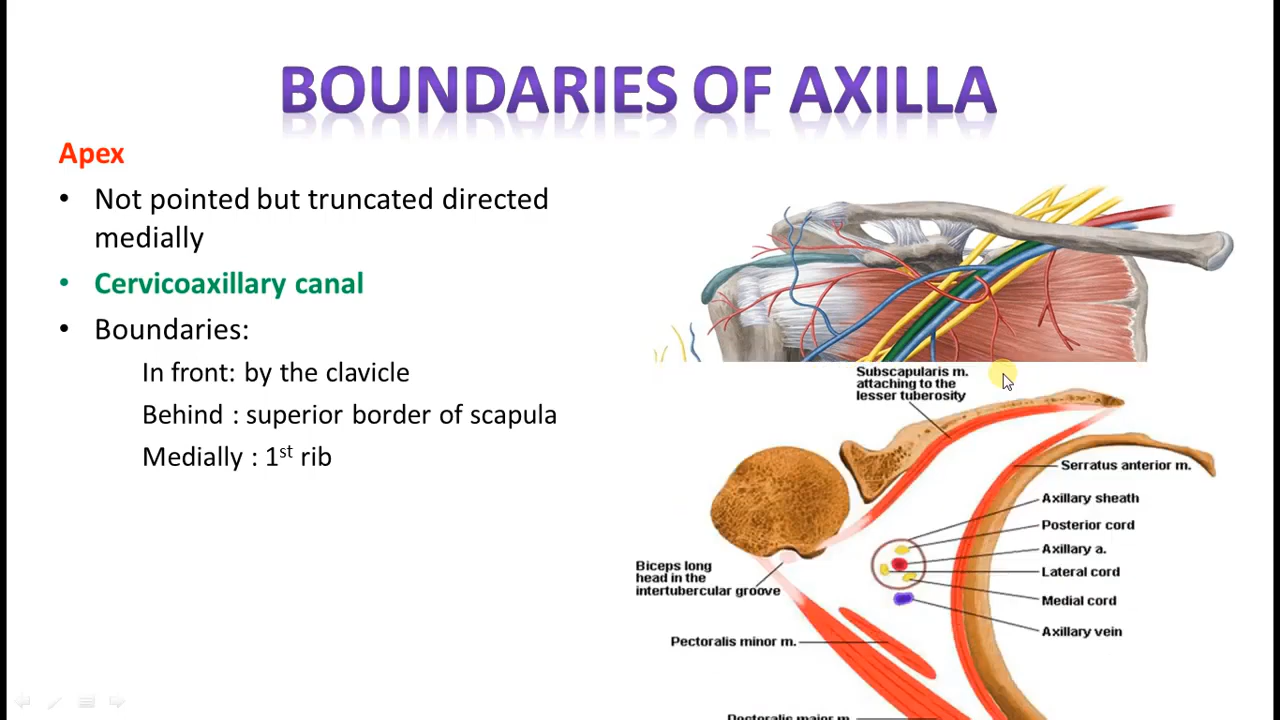 BOUNDARIES OF AXILLA
Apex
• Not pointed but truncated directed
medially
• Cervicoaxillary canal
• Boundaries:
In front: by the clavicle
Behind : superior border of scapula
Medially : 1st rib
Subscapularis m.
attaching to the
lesser tuberosity
Serratus anterior m.
Axillary sheath
Posterior cord
Axillary a.
Lateral cord
Medial cord
Axillary vein
Biceps long
head in the
intertubercular groove
Pectoralis minor m.
Pectoralis major m.